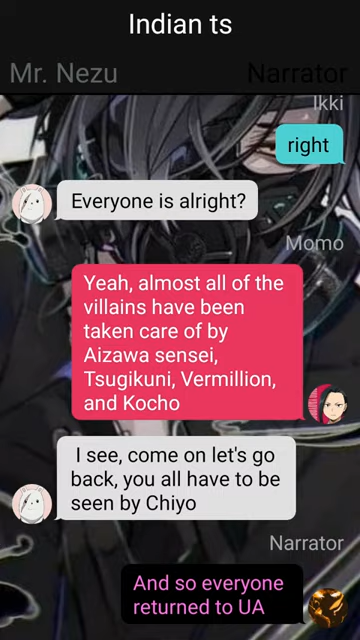 Indian ts
Mr. Nezu
Narrator
Ikki
right
Everyone is alright?
Momo
Yeah, almost all of the
villains have been
taken care of by
Aizawa sensei,
Tsugikuni, Vermillion,
and Kocho
I see, come on let's go
back, you all have to be
seen by Chiyo
Narrator
And so everyone
returned to UA